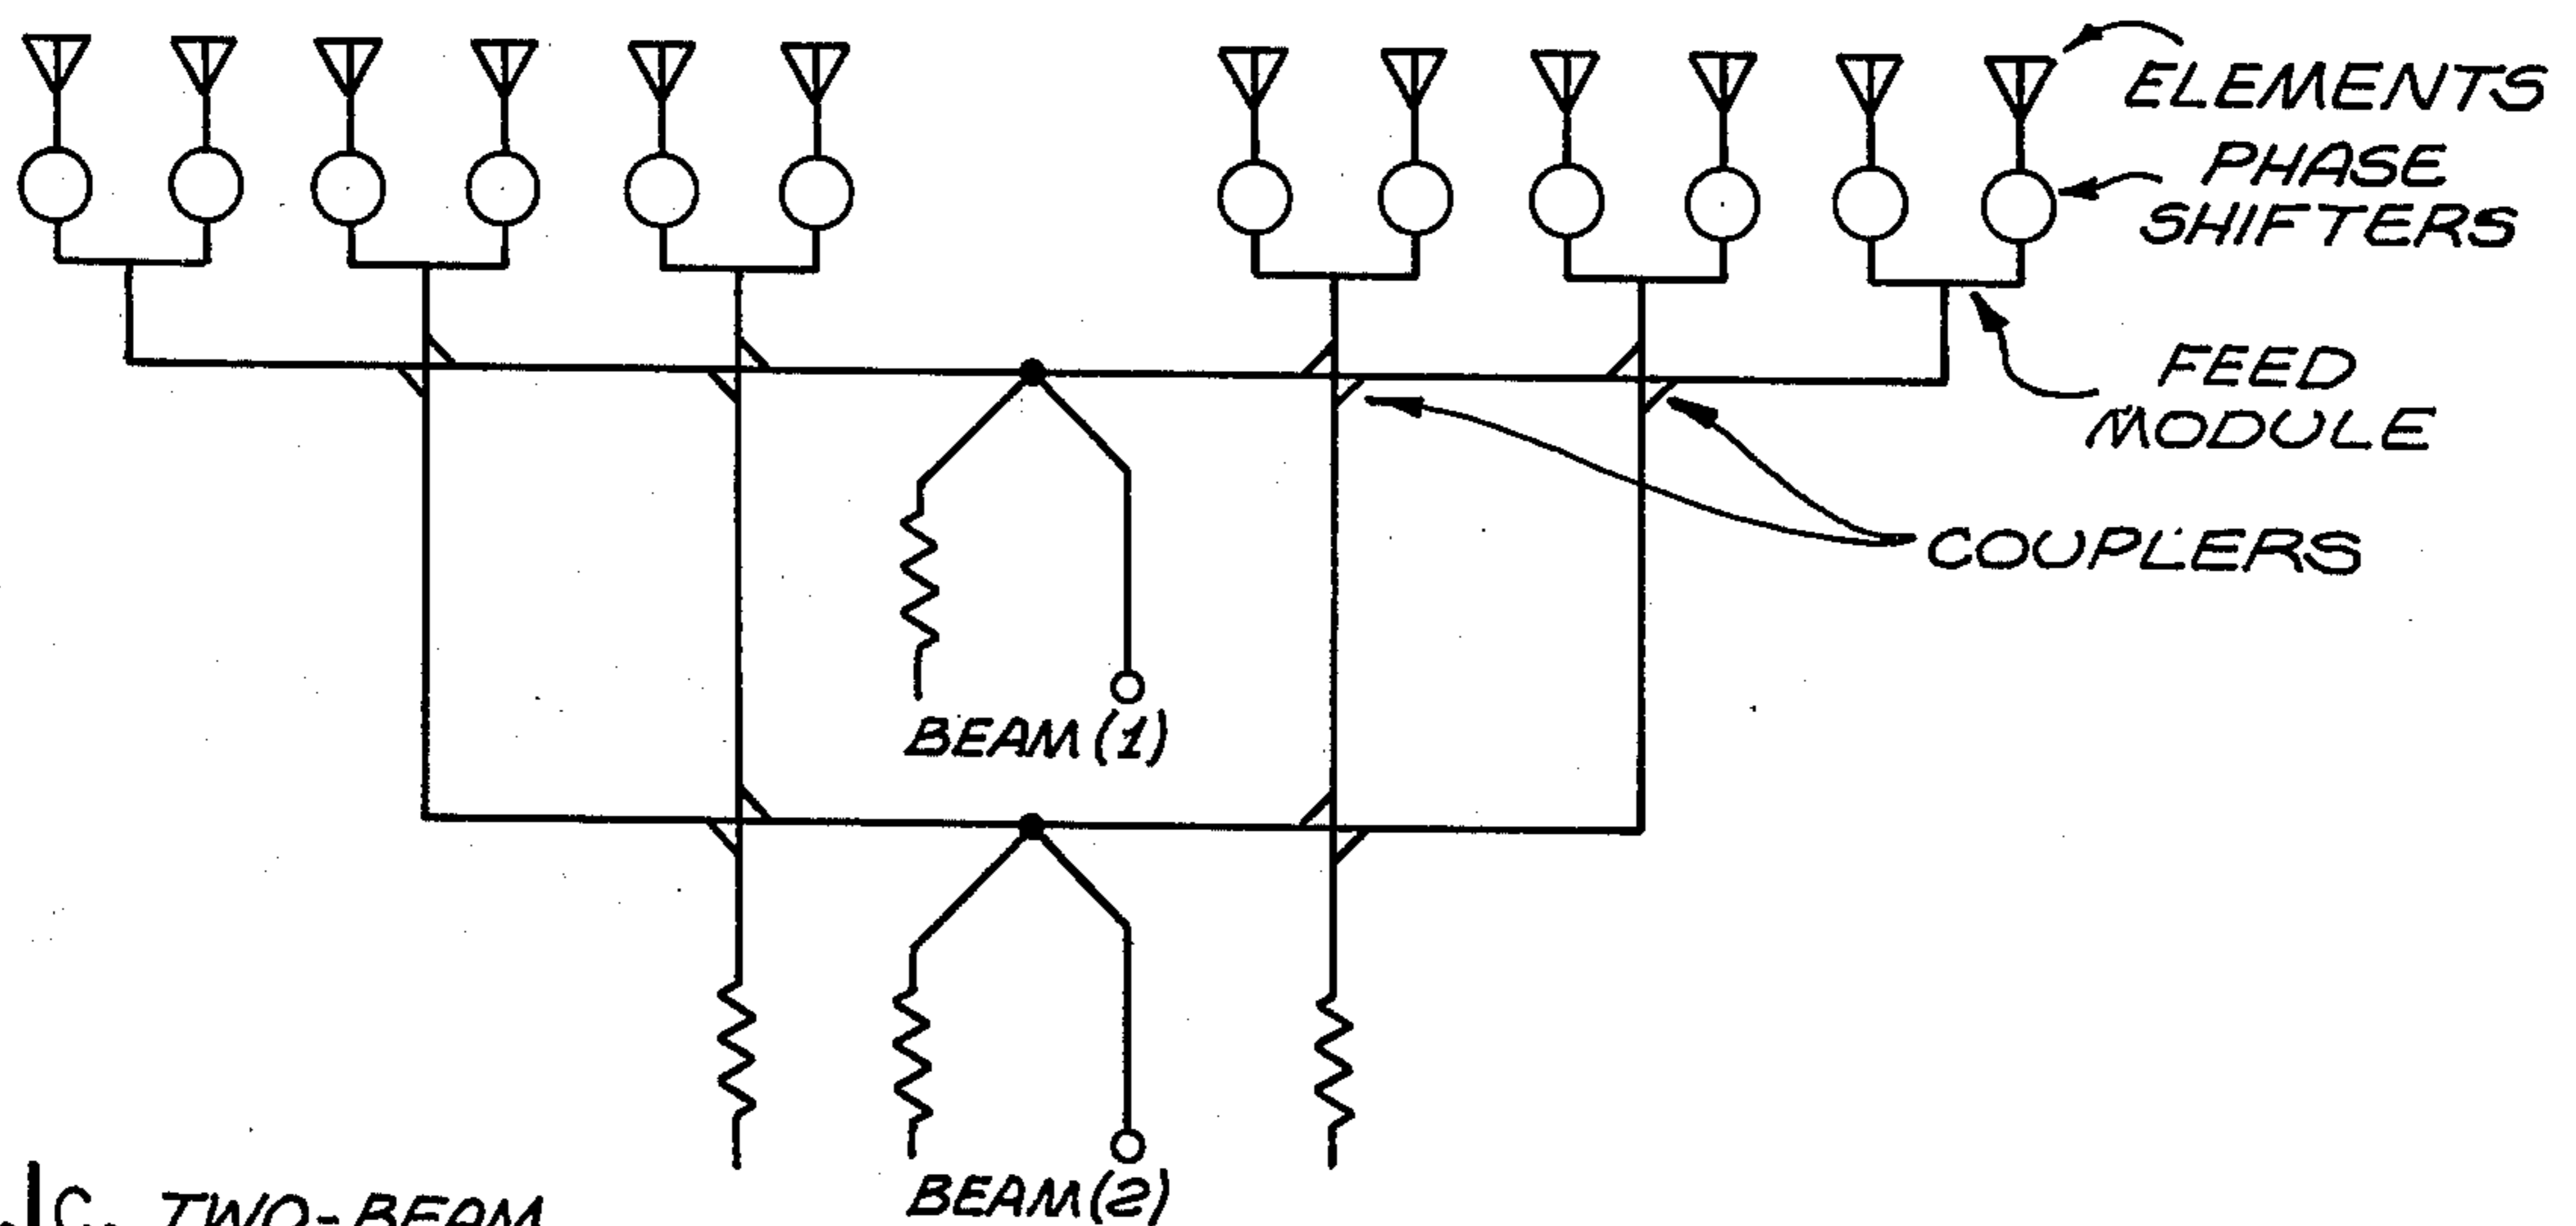 ELEMENTS
PHASE
SHIFTERS
FEED
MODULE
COUPLERS
BEAM (1)
BEAM (2)
C. TWO-BEAM